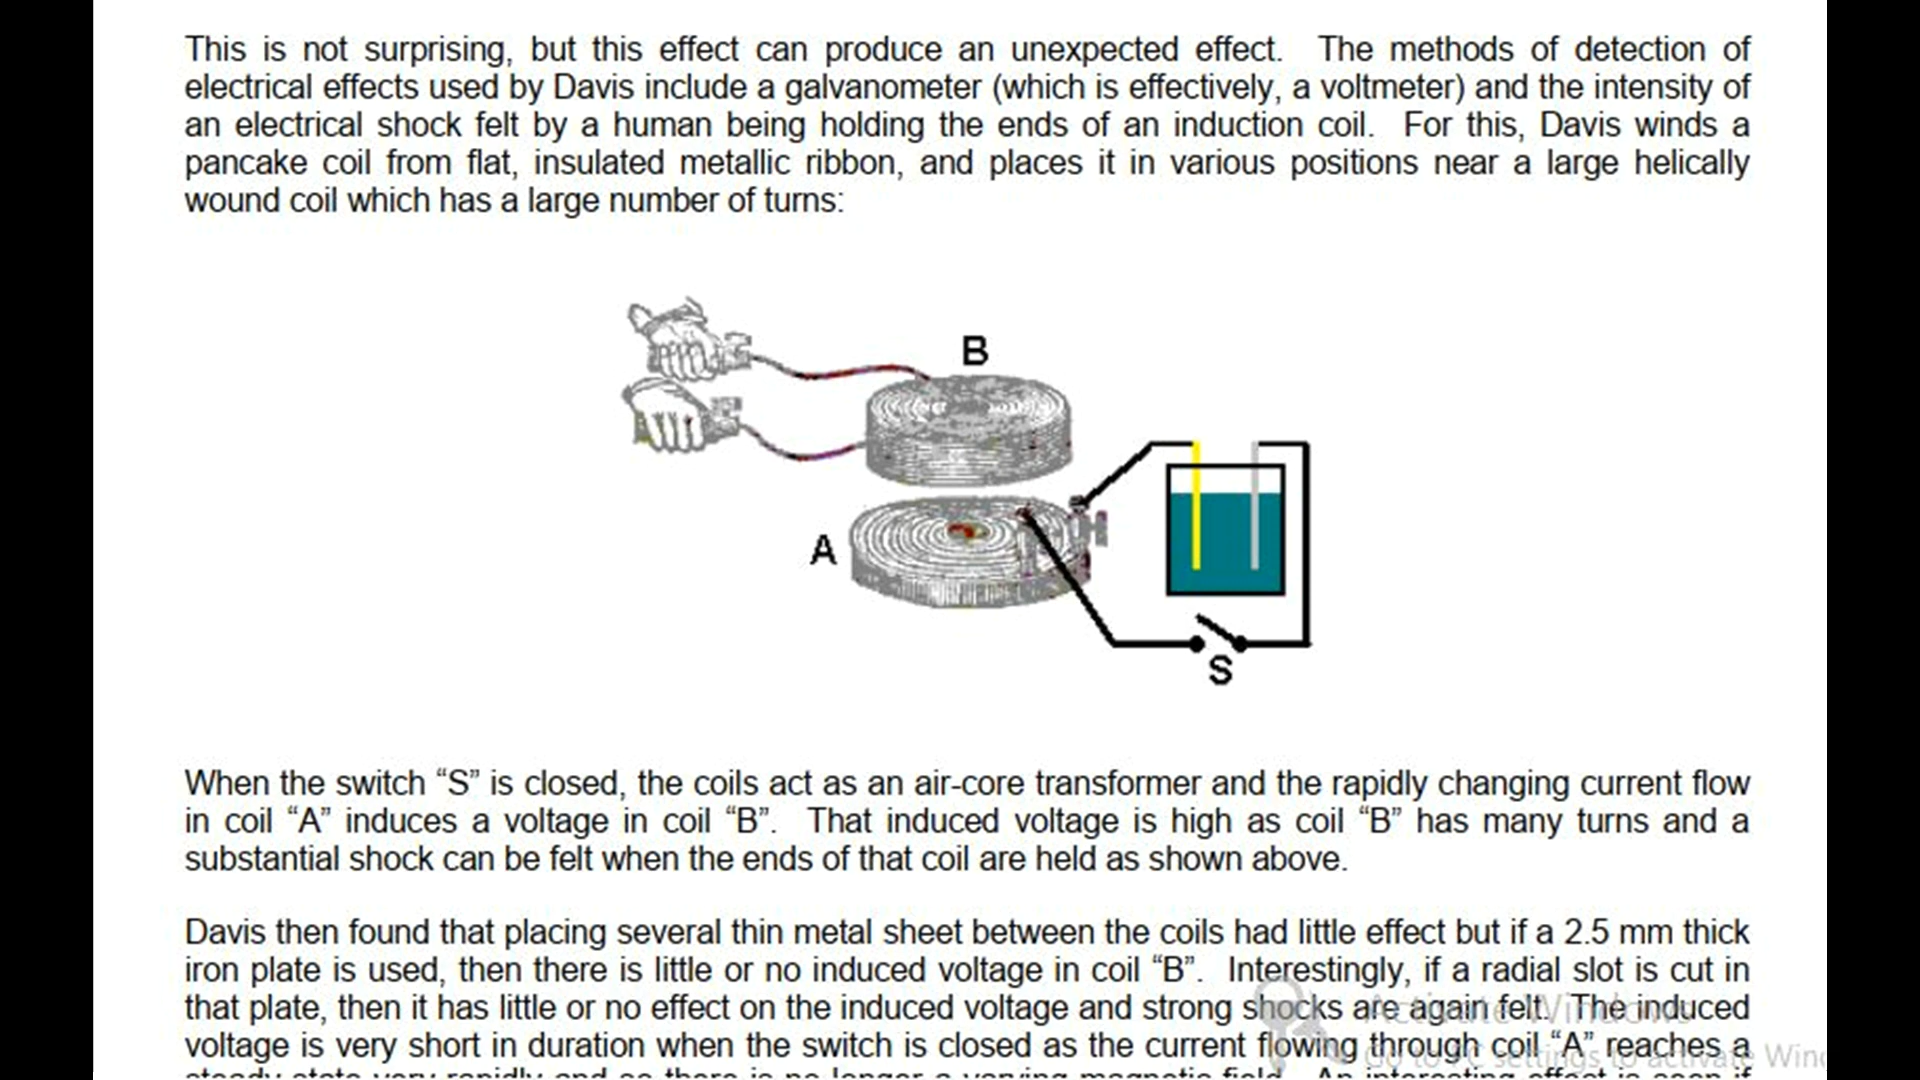 This is not surprising, but this effect can produce an unexpected effect. The methods of detection of
electrical effects used by Davis include a galvanometer (which is effectively, a voltmeter) and the intensity of
an electrical shock felt by a human being holding the ends of an induction coil. For this, Davis winds a
pancake coil from flat, insulated metallic ribbon, and places it in various positions near a large helically
wound coil which has a large number of turns:
B
A
S
When the switch “S” is closed, the coils act as an air-core transformer and the rapidly changing current flow
in coil “A” induces a voltage in coil “B”. That induced voltage is high as coil “B” has many turns and a
substantial shock can be felt when the ends of that coil are held as shown above.
Davis then found that placing several thin metal sheet between the coils had little effect but if a 2.5 mm thick
iron plate is used, then there is little or no induced voltage in coil “B”. Interestingly, if a radial slot is cut in
that plate, then it has little or no effect on the induced voltage and strong shocks are again felt. The induced
Activate Windows
voltage is very short in duration when the switch is closed as the current flowing through coil “A” reaches a
Go to PC settings to activate Win